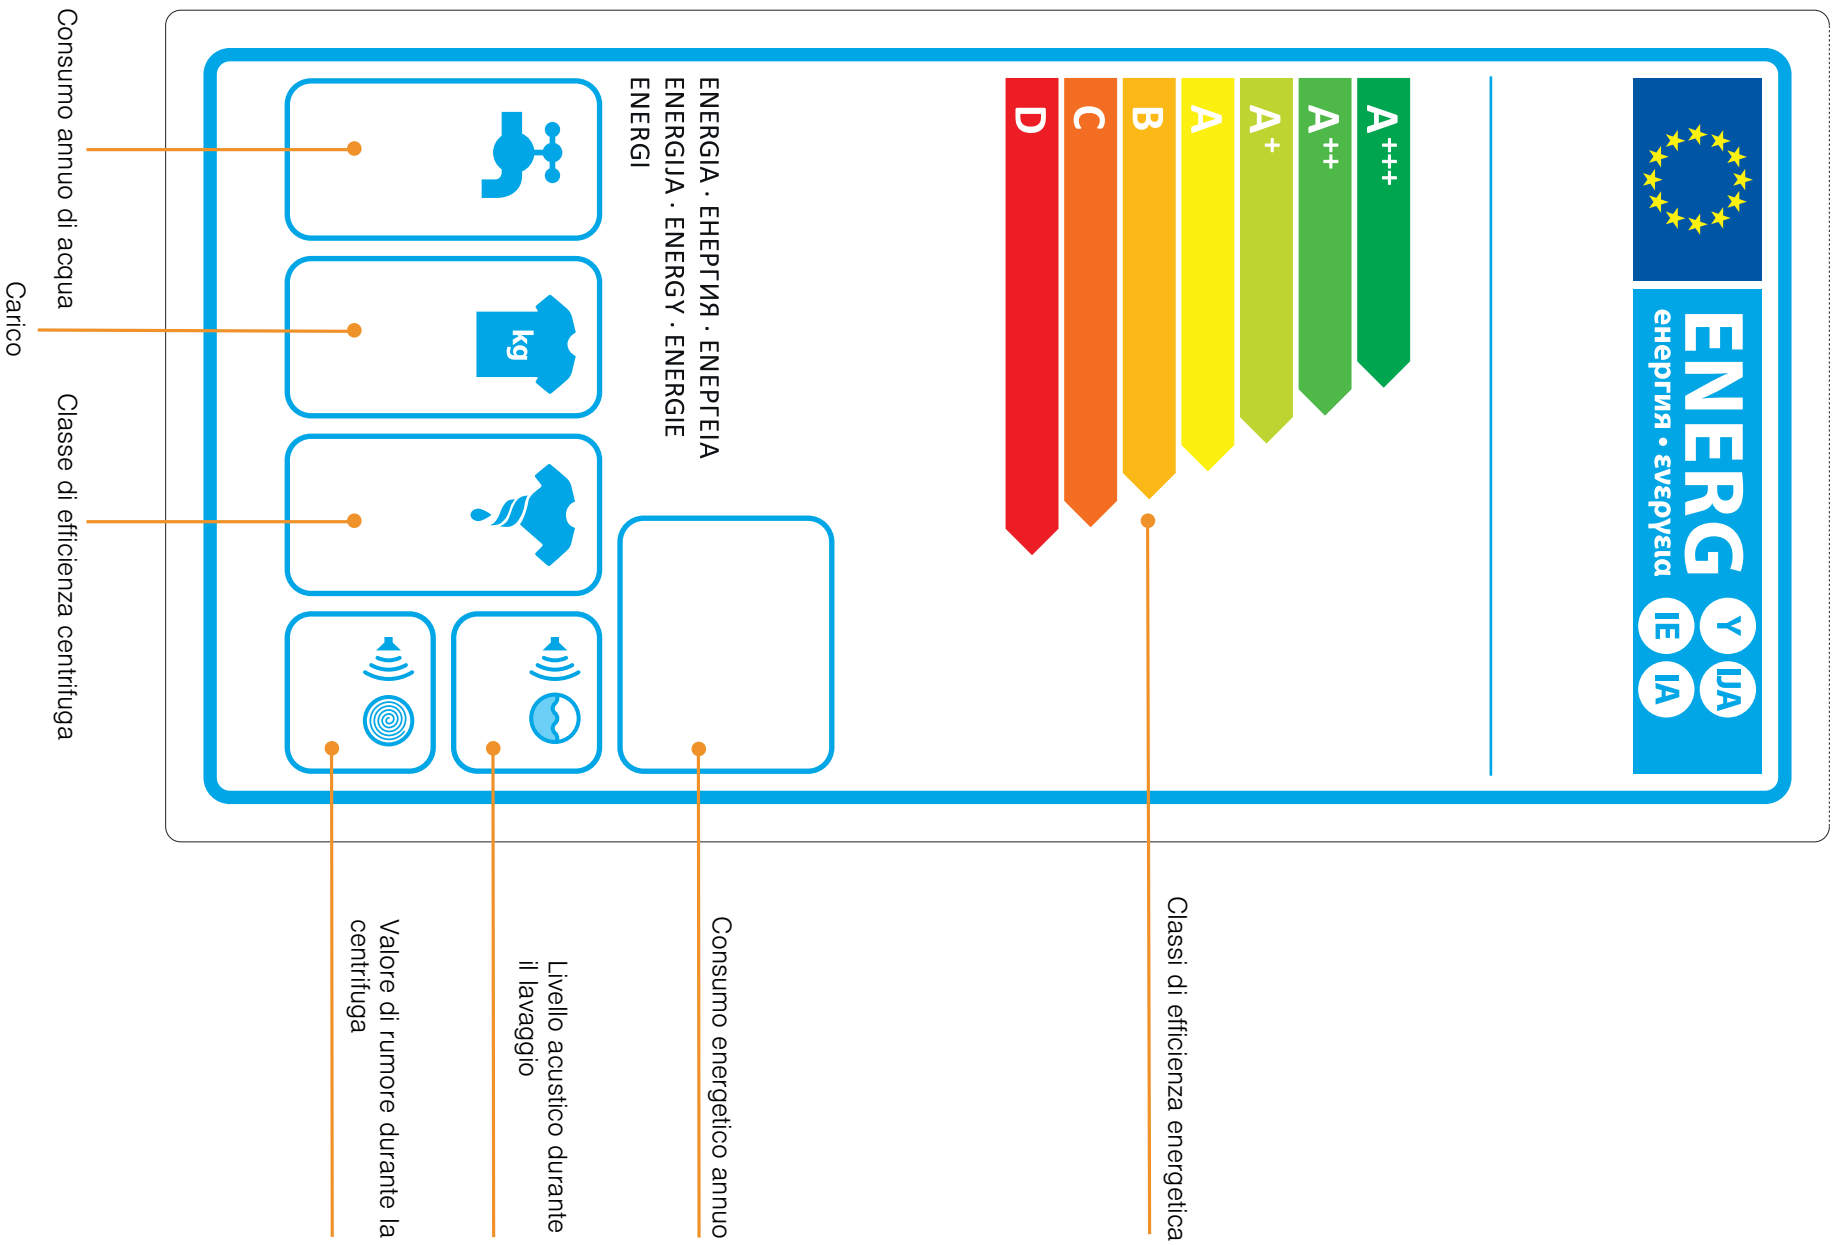 ENERG
енергия • ενεργεια
Y
IJA
IE
IA
A+++
A++
A+
A
B
C
D
Classi di efficienza energetica
ENERGIA · ЕНЕРГИЯ · ΕΝΕΡΓΕΙΑ
ENERGIJA · ENERGY · ENERGIE
ENERGI
Consumo energetico annuo
kg
Livello acustico durante
il lavaggio
Valore di rumore durante la
centrifuga
Consumo annuo di acqua
Carico
Classe di efficienza centrifuga